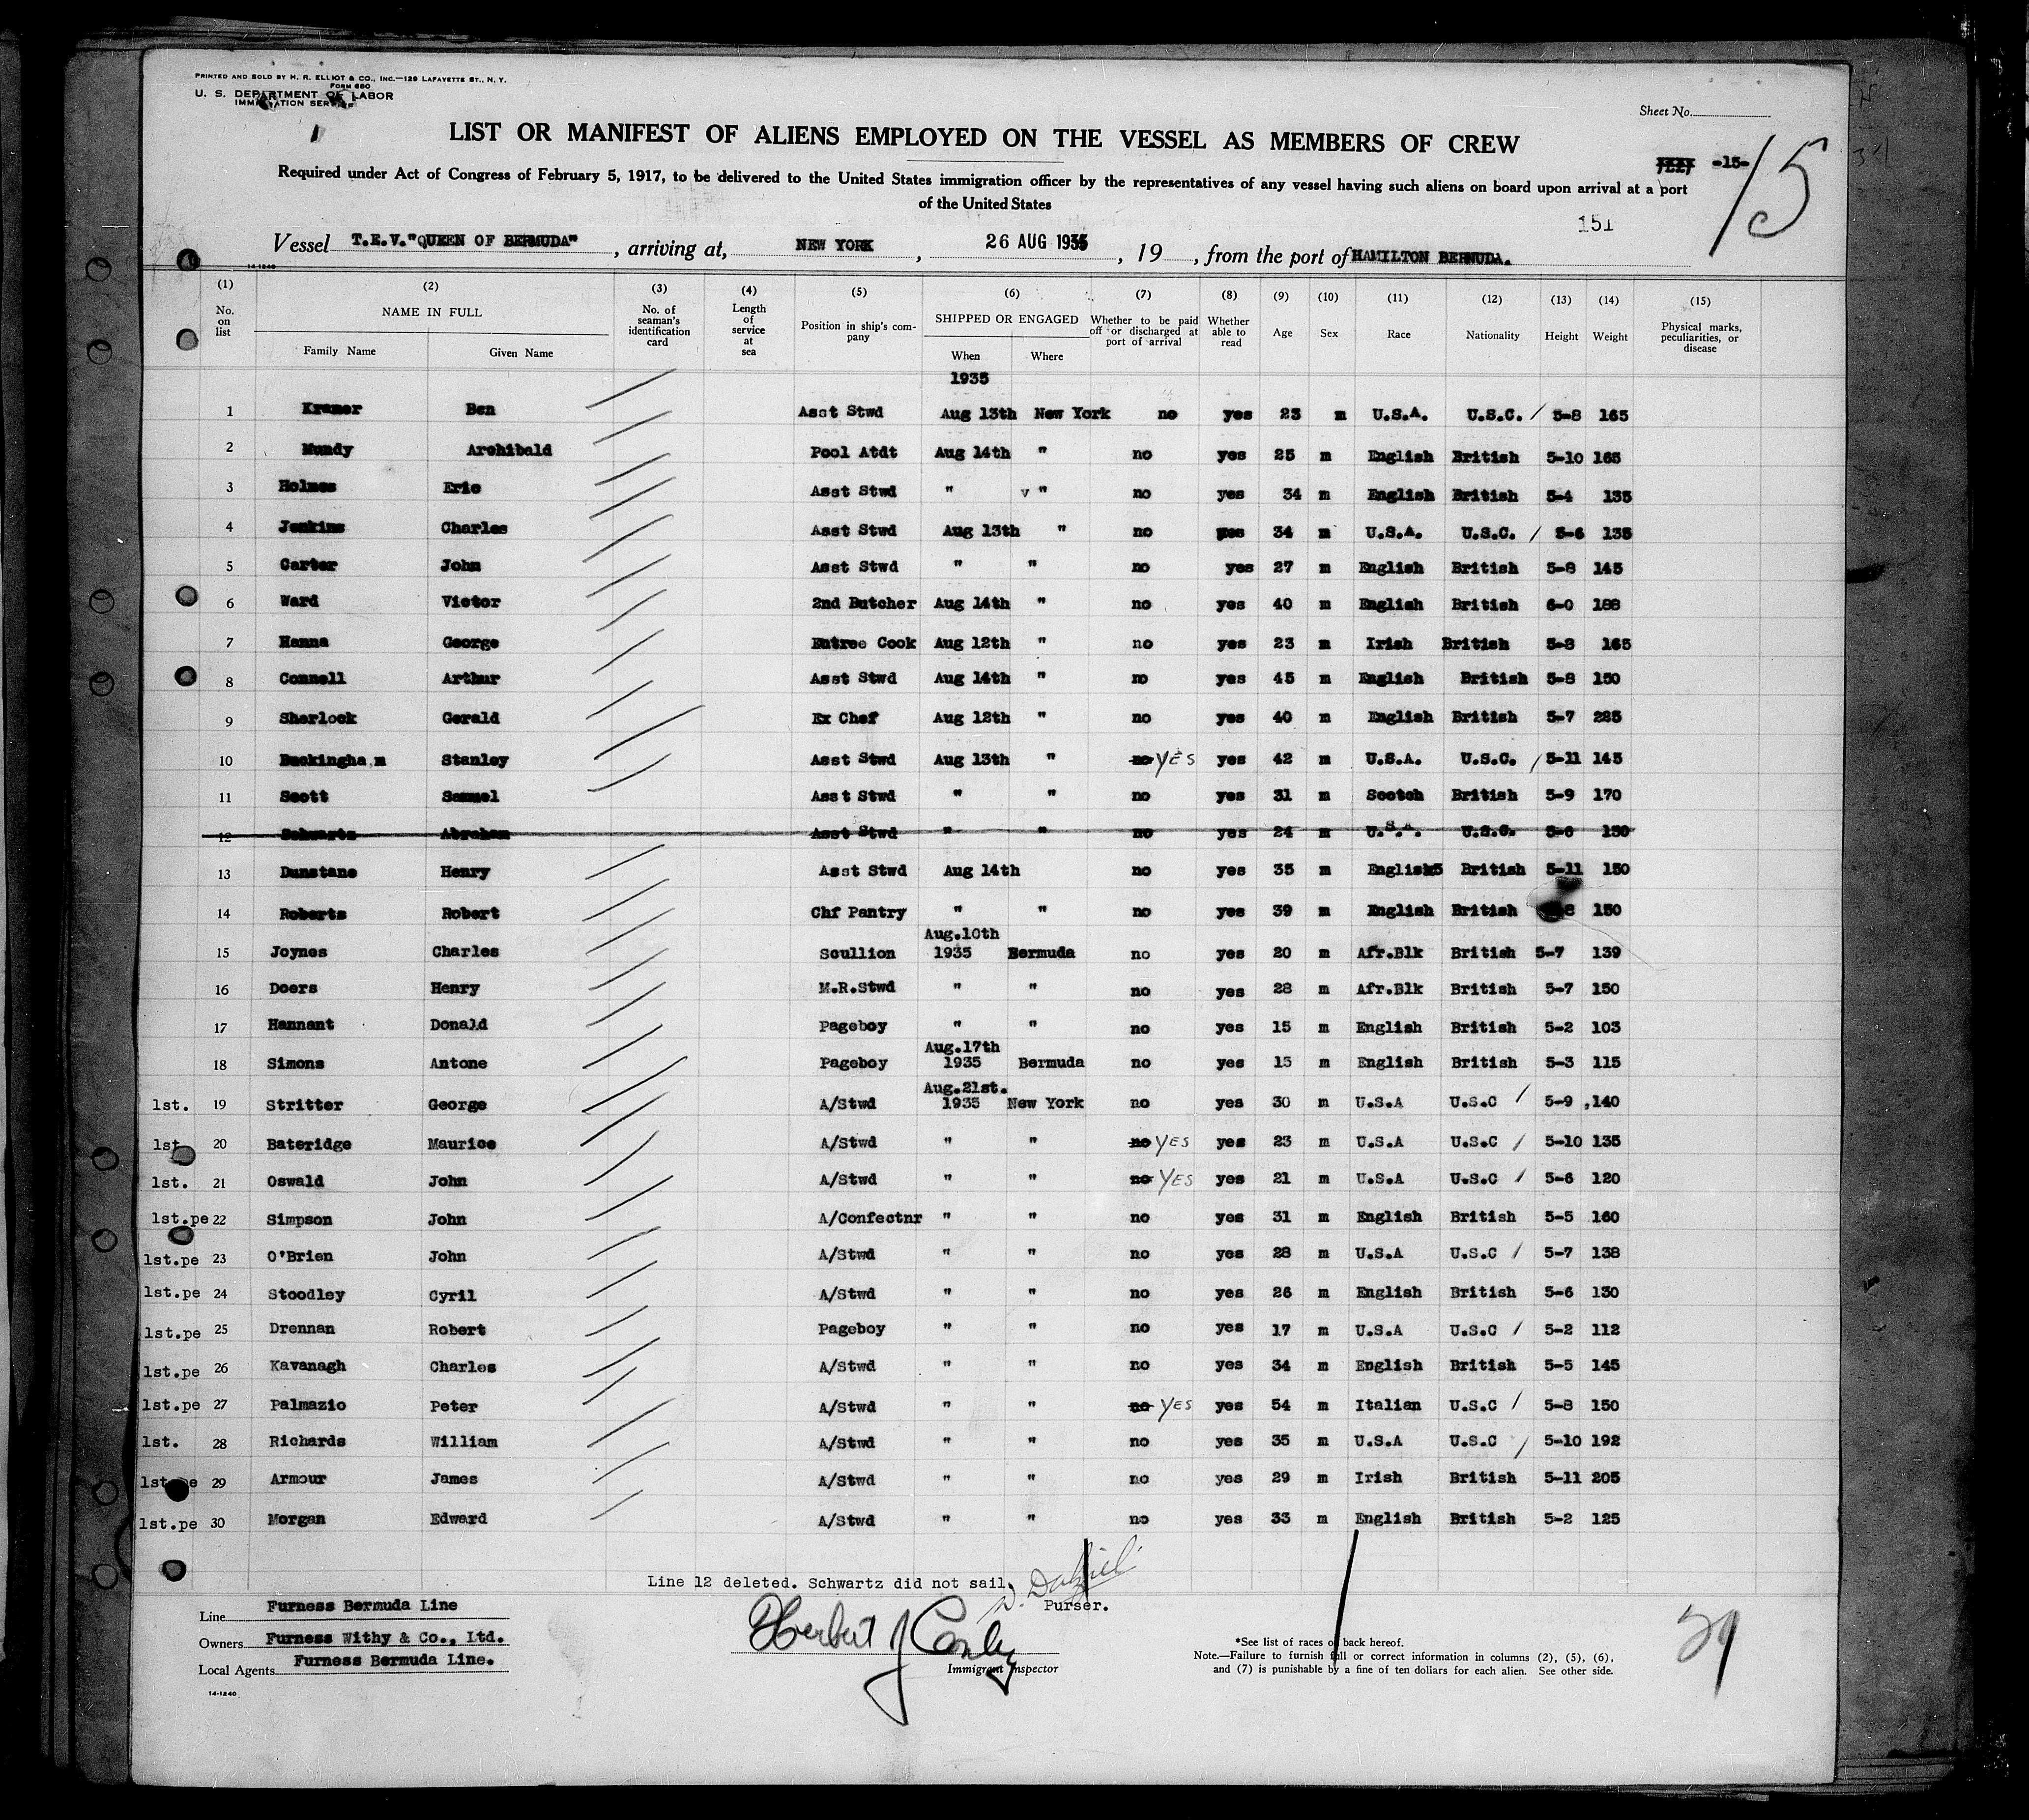 PRINTED AND SOLD BY H. R. ELLIOT & CO., INC.—129 LAFAYETTE ST., N. Y.
FORM 680
U. S. DEPARTMENT OF LABOR
IMMIGRATION SERVICE
Sheet No.
LIST OR MANIFEST OF ALIENS EMPLOYED ON THE VESSEL AS MEMBERS OF CREW
-15- 15
Required under Act of Congress of February 5, 1917, to be delivered to the United States immigration officer by the representatives of any vessel having such aliens on board upon arrival at a port
of the United States
151
Vessel T.E.V."QUEEN OF BERMUDA", arriving at, NEW YORK, 26 AUG 1935, 19 , from the port of HAMILTON BERMUDA.
14-1240
(1) (2) (3) (4) (5) (6) (7) (8) (9) (10) (11) (12) (13) (14) (15)
No. on list NAME IN FULL Family Name Given Name No. of seaman's identification card Length of service at sea Position in ship's company SHIPPED OR ENGAGED When Where Whether to be paid off or discharged at port of arrival Whether able to read Age Sex Race Nationality Height Weight Physical marks, peculiarities, or disease
1935
1 Kramer Ben Asst Stwd Aug 13th New York no yes 23 m U.S.A. U.S.C. / 5-8 165
2 Mundy Archibald Pool Atdt Aug 14th " no yes 25 m English British 5-10 165
3 Holmes Eric Asst Stwd " v " no yes 34 m English British 5-4 135
4 Jenkins Charles Asst Stwd Aug 13th " no yes 34 m U.S.A. U.S.C. / 5-6 135
5 Carter John Asst Stwd " " no yes 27 m English British 5-8 145
6 Ward Victor 2nd Butcher Aug 14th " no yes 40 m English British 6-0 188
7 Hanna George Entree Cook Aug 12th " no yes 23 m Irish British 5-8 165
8 Connell Arthur Asst Stwd Aug 14th " no yes 45 m English British 5-8 150
9 Sherlock Gerald Ex Chef Aug 12th " no yes 40 m English British 5-7 225
10 Buckingham Stanley Asst Stwd Aug 13th " no YES yes 42 m U.S.A. U.S.C. / 5-11 145
11 Scott Samuel Asst Stwd " " no yes 31 m Scotch British 5-9 170
12 Schwartz Abraham Asst Stwd " " no yes 24 m U.S.A. U.S.C. 5-6 130
13 Dunstane Henry Asst Stwd Aug 14th no yes 35 m English British 5-11 150
14 Roberts Robert Chf Pantry " " no yes 39 m English British 8 150
Aug.10th
15 Joynes Charles Scullion 1935 Bermuda no yes 20 m Afr.Blk British 5-7 139
16 Doers Henry M.R.Stwd " " no yes 28 m Afr.Blk British 5-7 150
17 Hannant Donald Pageboy " " no yes 15 m English British 5-2 103
Aug.17th
18 Simons Antone Pageboy 1935 Bermuda no yes 15 m English British 5-3 115
Aug.21st.
1st. 19 Stritter George A/Stwd 1935 New York no yes 30 m U.S.A U.S.C / 5-9 ,140
1st 20 Bateridge Maurice A/Stwd " " no YES yes 23 m U.S.A U.S.C / 5-10 135
1st. 21 Oswald John A/Stwd " " no YES yes 21 m U.S.A U.S.C / 5-6 120
1st.pe 22 Simpson John A/Confectnr " " no yes 31 m English British 5-5 160
1st.pe 23 O'Brien John A/Stwd " " no yes 28 m U.S.A U.S.C / 5-7 138
1st.pe 24 Stoodley Cyril A/Stwd " " no yes 26 m English British 5-6 130
1st.pe 25 Drennan Robert Pageboy " " no yes 17 m U.S.A U.S.C / 5-2 112
1st.pe 26 Kavanagh Charles A/Stwd " " no yes 34 m English British 5-5 145
1st.pe 27 Palmazio Peter A/Stwd " " no YES yes 54 m Italian U.S.C / 5-8 150
1st. 28 Richards William A/Stwd " " no yes 35 m U.S.A U.S.C / 5-10 192
1st.pe 29 Armour James A/Stwd " " no yes 29 m Irish British 5-11 205
1st.pe 30 Morgan Edward A/Stwd " " no yes 33 m English British 5-2 125
Line 12 deleted. Schwartz did not sail.
Purser.
Line Furness Bermuda Line
Owners Furness Withy & Co., Ltd.
Local Agents Furness Bermuda Line.
14-1240
Herbert J Conly
Immigrant Inspector
*See list of races on back hereof.
Note.—Failure to furnish full or correct information in columns (2), (5), (6),
and (7) is punishable by a fine of ten dollars for each alien. See other side.
29